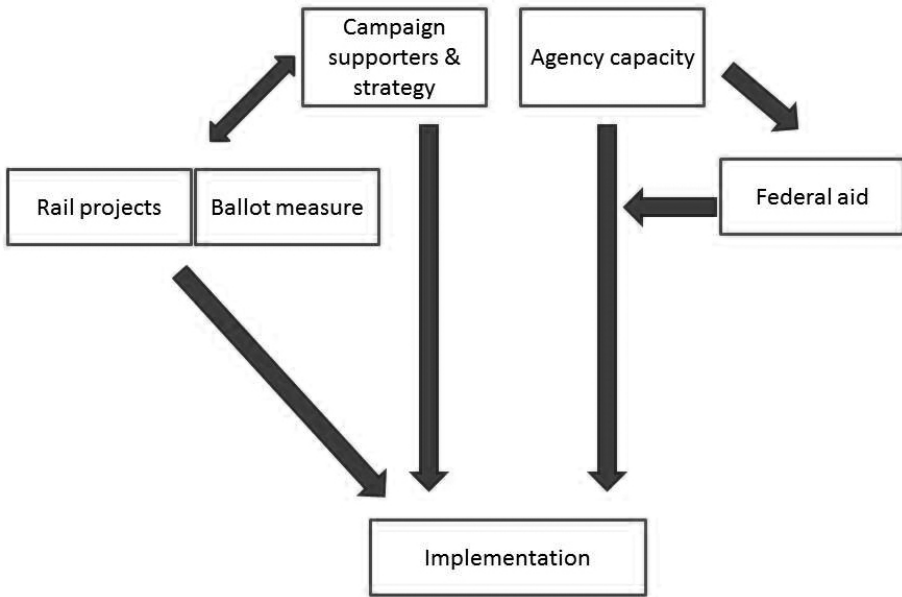 Campaign
supporters &
strategy
Agency capacity
Rail projects
Ballot measure
Federal aid
Implementation